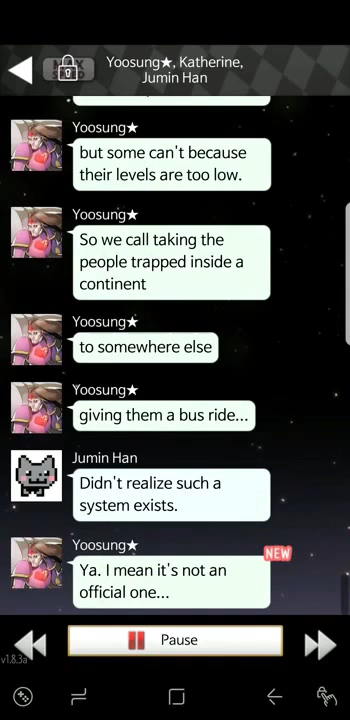 Yoosung★, Katherine,
Jumin Han
Yoosung★
but some can't because
their levels are too low.
Yoosung★
So we call taking the
people trapped inside a
continent
Yoosung★
to somewhere else
Yoosung★
giving them a bus ride...
Jumin Han
Didn't realize such a
system exists.
Yoosung★
NEW
Ya. I mean it's not an
official one...
Pause
v1.8.3a